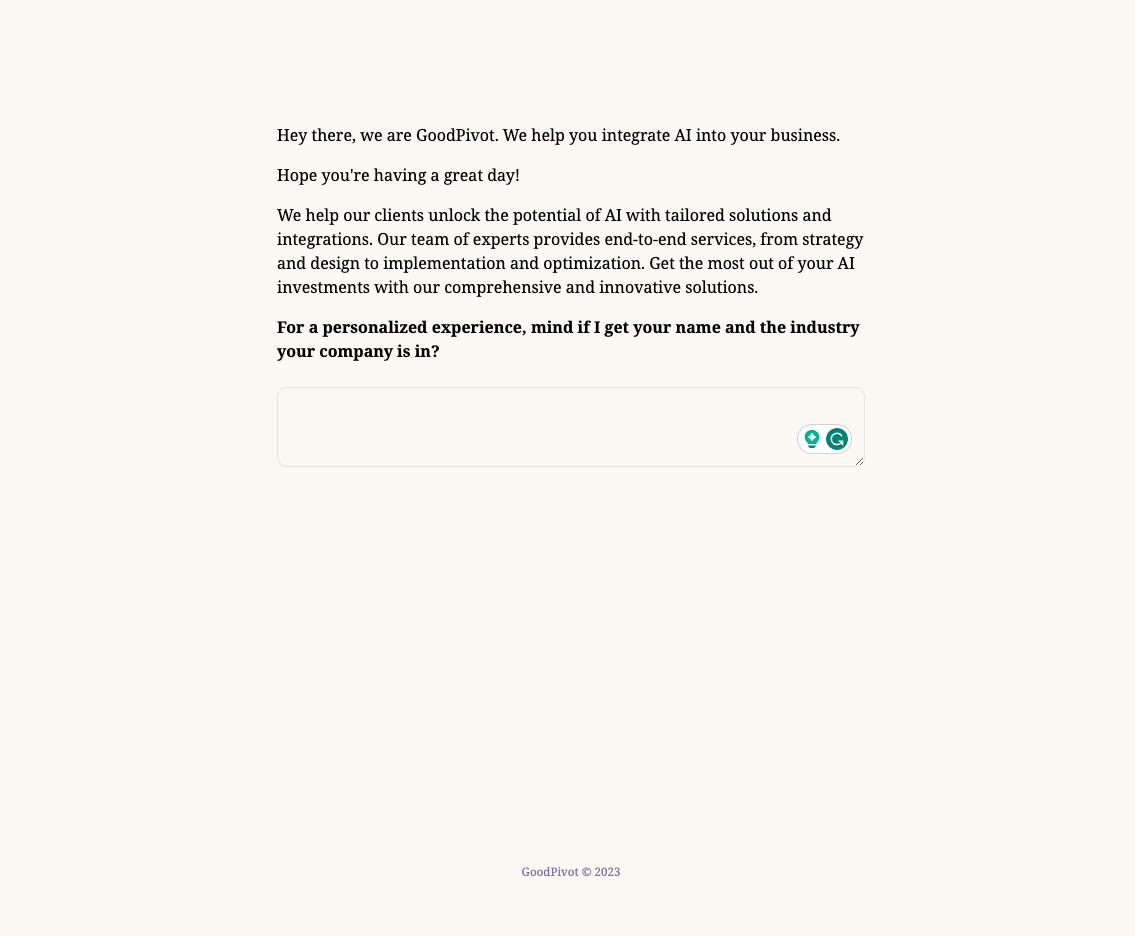 Hey there, we are GoodPivot. We help you integrate AI into your business.
Hope you're having a great day!
We help our clients unlock the potential of AI with tailored solutions and
integrations. Our team of experts provides end-to-end services, from strategy
and design to implementation and optimization. Get the most out of your AI
investments with our comprehensive and innovative solutions.
For a personalized experience, mind if I get your name and the industry
your company is in?
GoodPivot © 2023